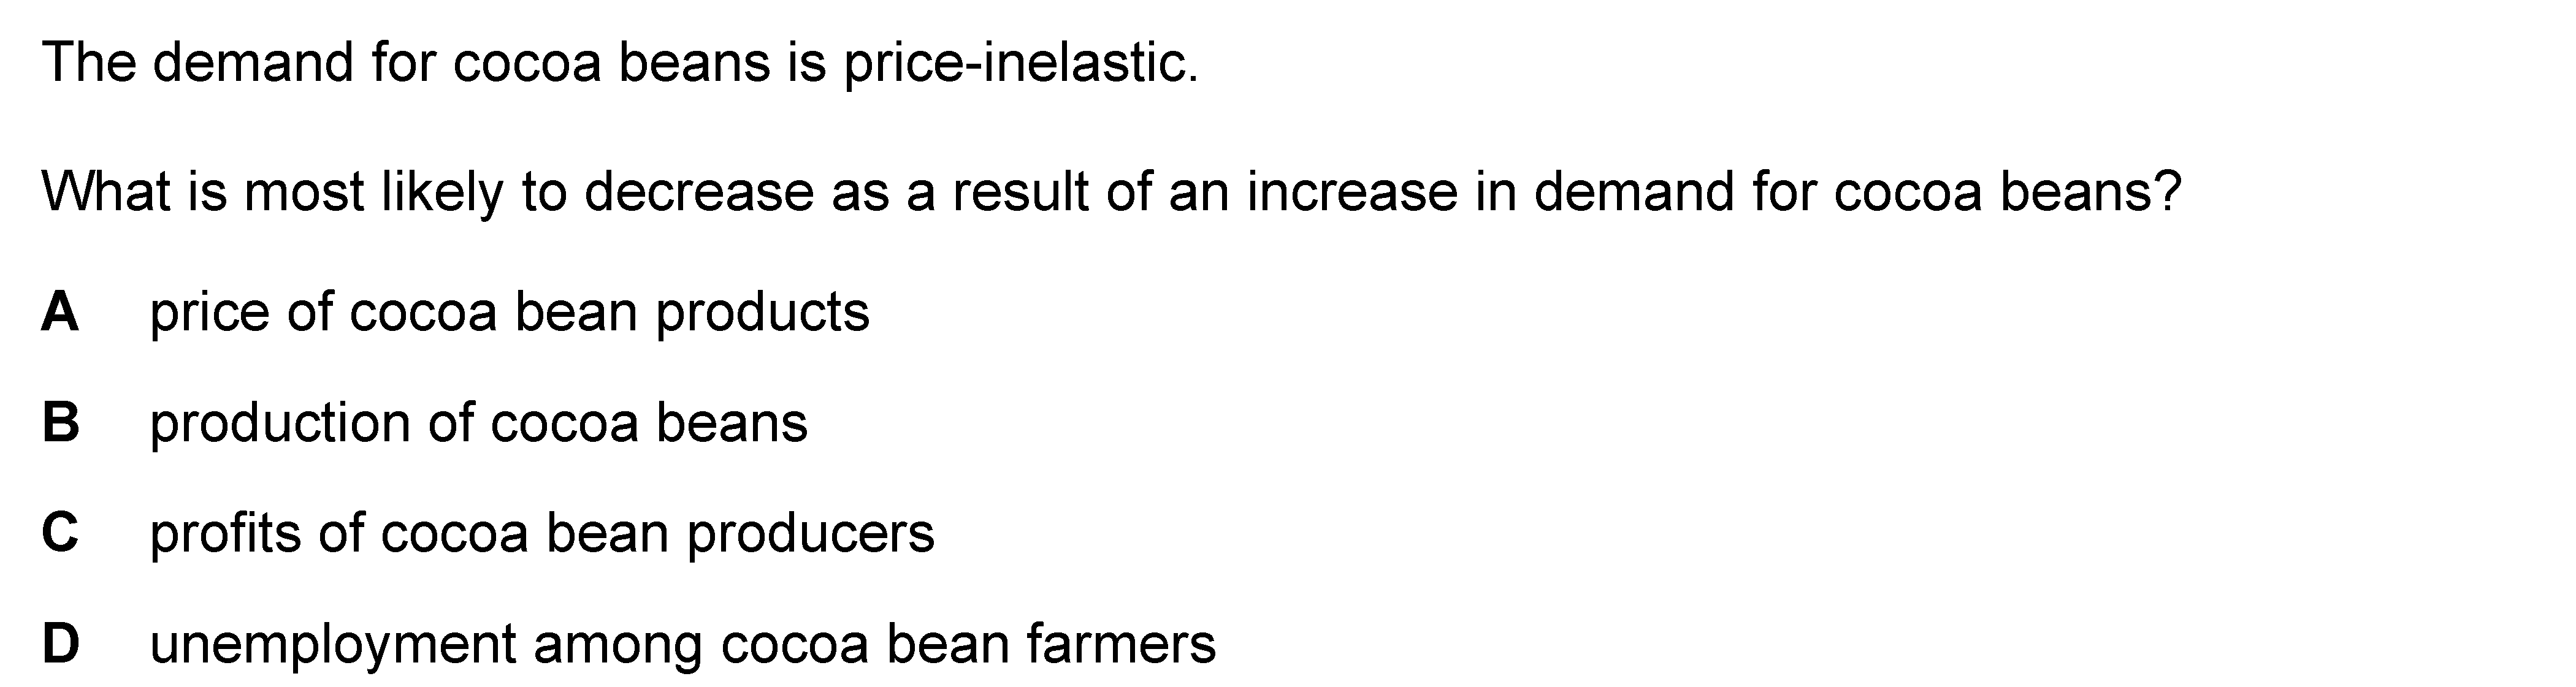 The demand for cocoa beans is price-inelastic.
What is most likely to decrease as a result of an increase in demand for cocoa beans?
A price of cocoa bean products
B production of cocoa beans
C profits of cocoa bean producers
D unemployment among cocoa bean farmers